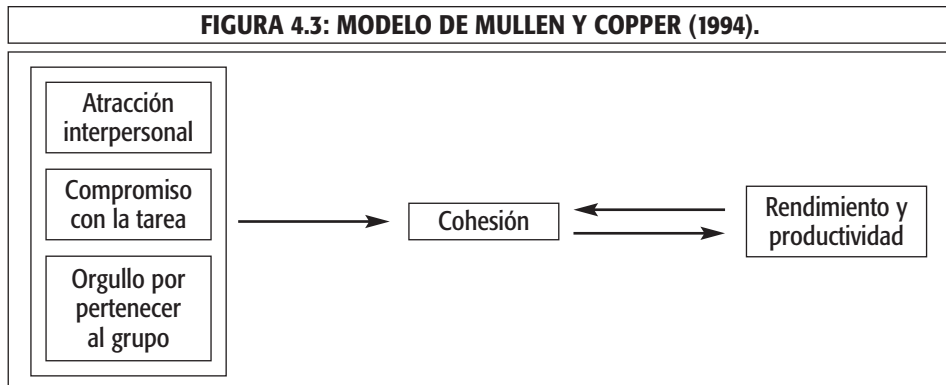 FIGURA 4.3: MODELO DE MULLEN Y COPPER (1994).
Atracción
interpersonal
Compromiso
con la tarea
Orgullo por
pertenecer
al grupo
Cohesión
Rendimiento y
productividad